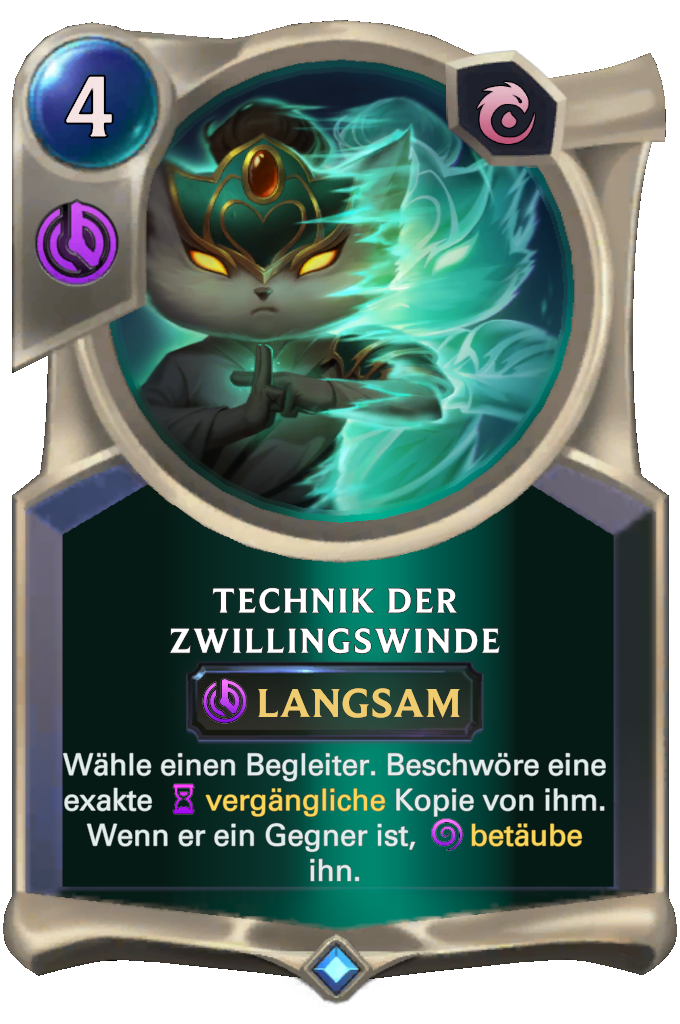 4
TECHNIK DER
ZWILLINGSWINDE
LANGSAM
Wähle einen Begleiter. Beschwöre eine
exakte vergängliche Kopie von ihm.
Wenn er ein Gegner ist, betäube
ihn.